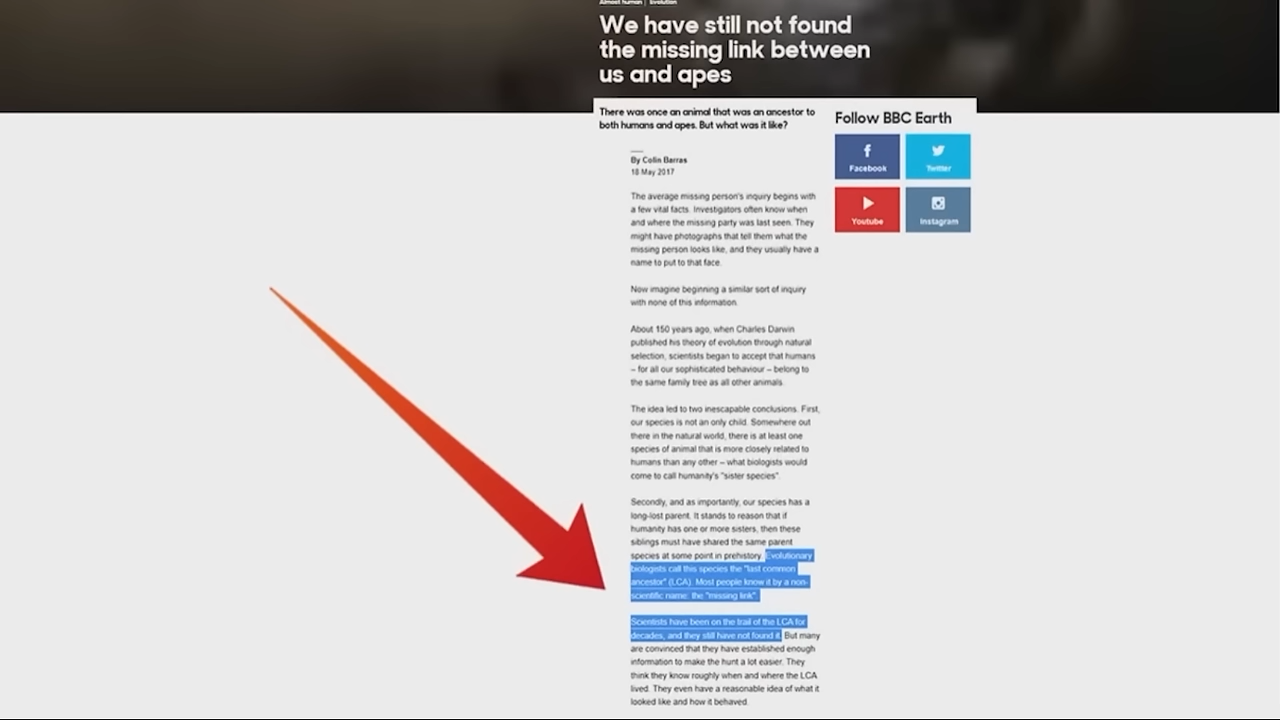 Almost human | Evolution
We have still not found
the missing link between
us and apes
There was once an animal that was an ancestor to
both humans and apes. But what was it like?
By Colin Barras
18 May 2017
The average missing person's inquiry begins with
a few vital facts. Investigators often know when
and where the missing party was last seen. They
might have photographs that tell them what the
missing person looks like, and they usually have a
name to put to that face.
Now imagine beginning a similar sort of inquiry
with none of this information.
About 150 years ago, when Charles Darwin
published his theory of evolution through natural
selection, scientists began to accept that humans
– for all our sophisticated behaviour – belong to
the same family tree as all other animals.
The idea led to two inescapable conclusions. First,
our species is not an only child. Somewhere out
there in the natural world, there is at least one
species of animal that is more closely related to
humans than any other – what biologists would
come to call humanity's "sister species".
Secondly, and as importantly, our species has a
long-lost parent. It stands to reason that if
humanity has one or more sisters, then these
siblings must have shared the same parent
species at some point in prehistory. Evolutionary
biologists call this species the "last common
ancestor" (LCA). Most people know it by a non-
scientific name: the "missing link".
Scientists have been on the trail of the LCA for
decades, and they still have not found it. But many
are convinced that they have established enough
information to make the hunt a lot easier. They
think they know roughly when and where the LCA
lived. They even have a reasonable idea of what it
looked like and how it behaved.
Follow BBC Earth
Facebook
Twitter
Youtube
Instagram